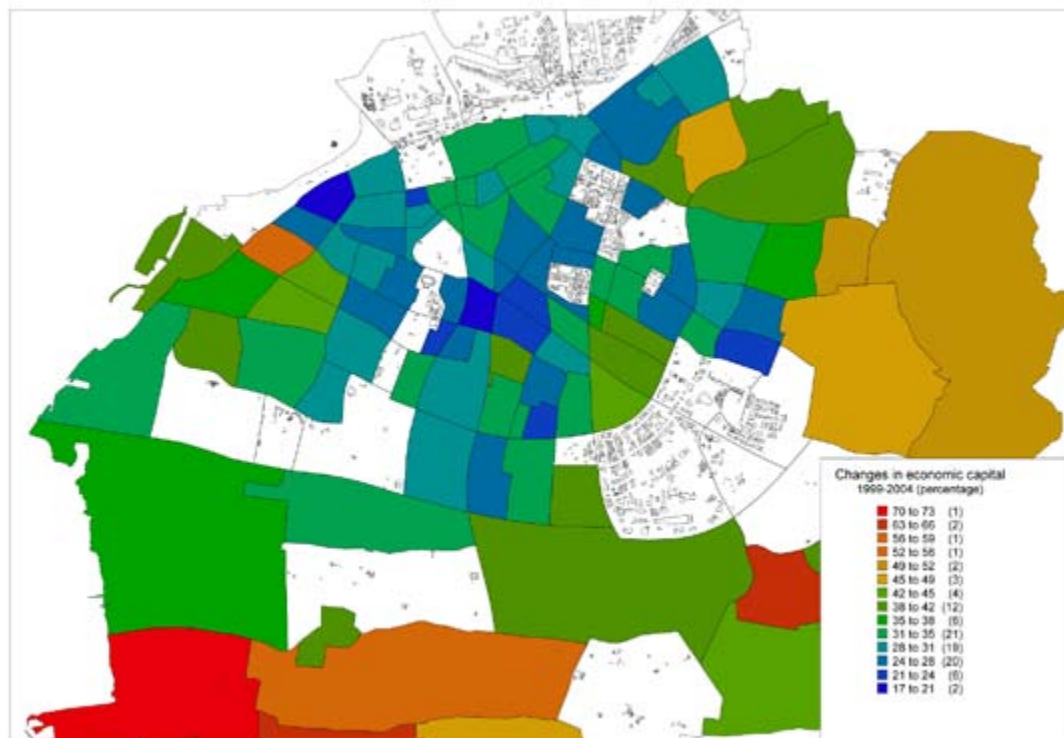 Changes in economic capital
1999-2004 (percentage)
70 to 73 (1)
63 to 66 (2)
56 to 59 (1)
52 to 56 (1)
49 to 52 (2)
45 to 49 (3)
42 to 45 (4)
38 to 42 (12)
35 to 38 (6)
31 to 35 (21)
28 to 31 (19)
24 to 28 (20)
21 to 24 (6)
17 to 21 (2)